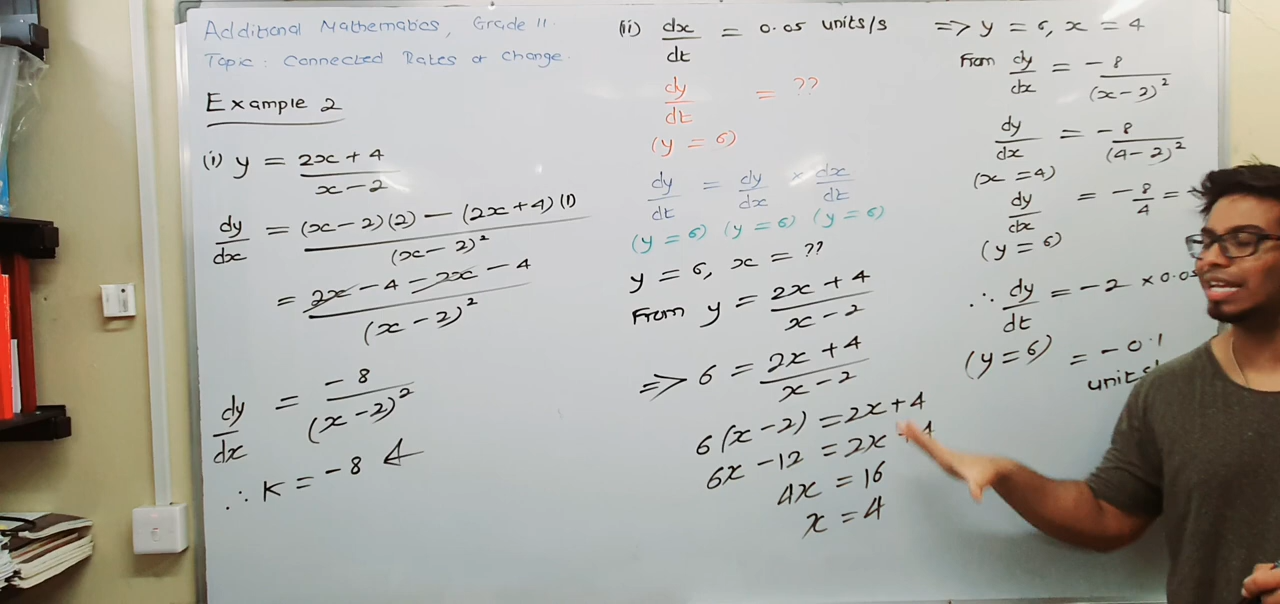 Additional Mathematics, Grade 11.
Topic: Connected Rates of Change.
Example 2
(i) y = (2x + 4)/(x - 2)
dy/dx = ((x - 2)(2) - (2x + 4)(1))/(x - 2)²
= (2x - 4 - 2x - 4)/(x - 2)²
dy/dx = -8/(x - 2)²
∴ K = -8
(ii) dx/dt = 0.05 units/s
dy/dt = ??
(y = 6)
dy/dt = dy/dx × dx/dt
(y = 6) (y = 6) (y = 6)
y = 6, x = ??
From y = (2x + 4)/(x - 2)
=> 6 = (2x + 4)/(x - 2)
6(x - 2) = 2x + 4
6x - 12 = 2x + 4
4x = 16
x = 4
=> y = 6, x = 4
From dy/dx = -8/(x - 2)²
dy/dx = -8/(4 - 2)²
(x = 4)
dy/dx = -8/4 =
(y = 6)
∴ dy/dt = -2 × 0.05
(y = 6) = -0.1
units